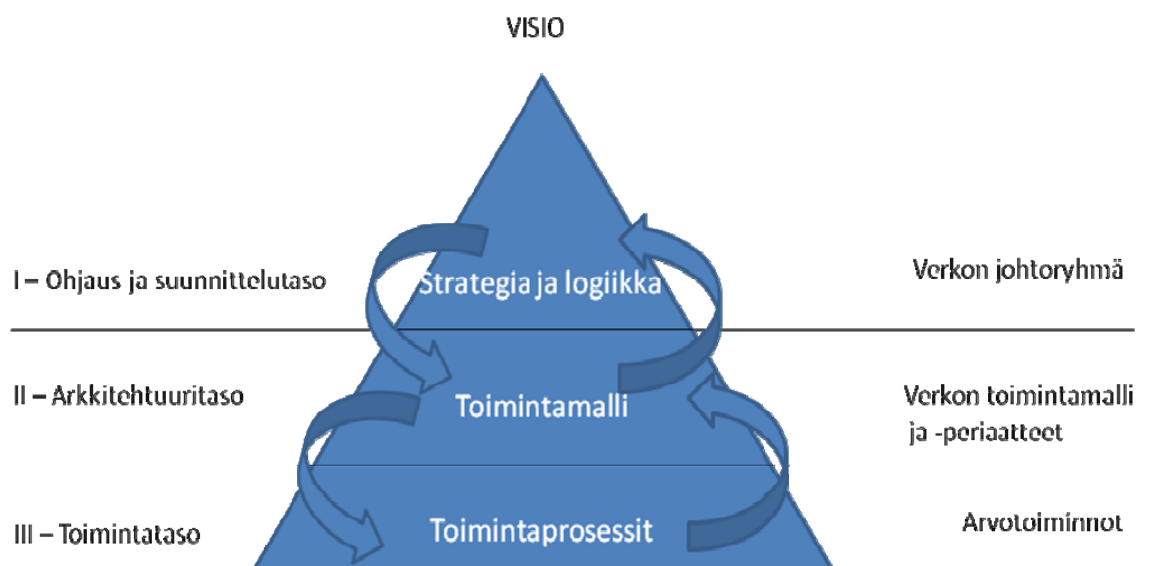 VISIO
I – Ohjaus ja suunnittelutaso
Strategia ja logiikka
Verkon johtoryhmä
II – Arkkitehtuuritaso
Toimintamalli
Verkon toimintamalli
ja -periaatteet
III – Toimintataso
Toimintaprosessit
Arvotoiminnot